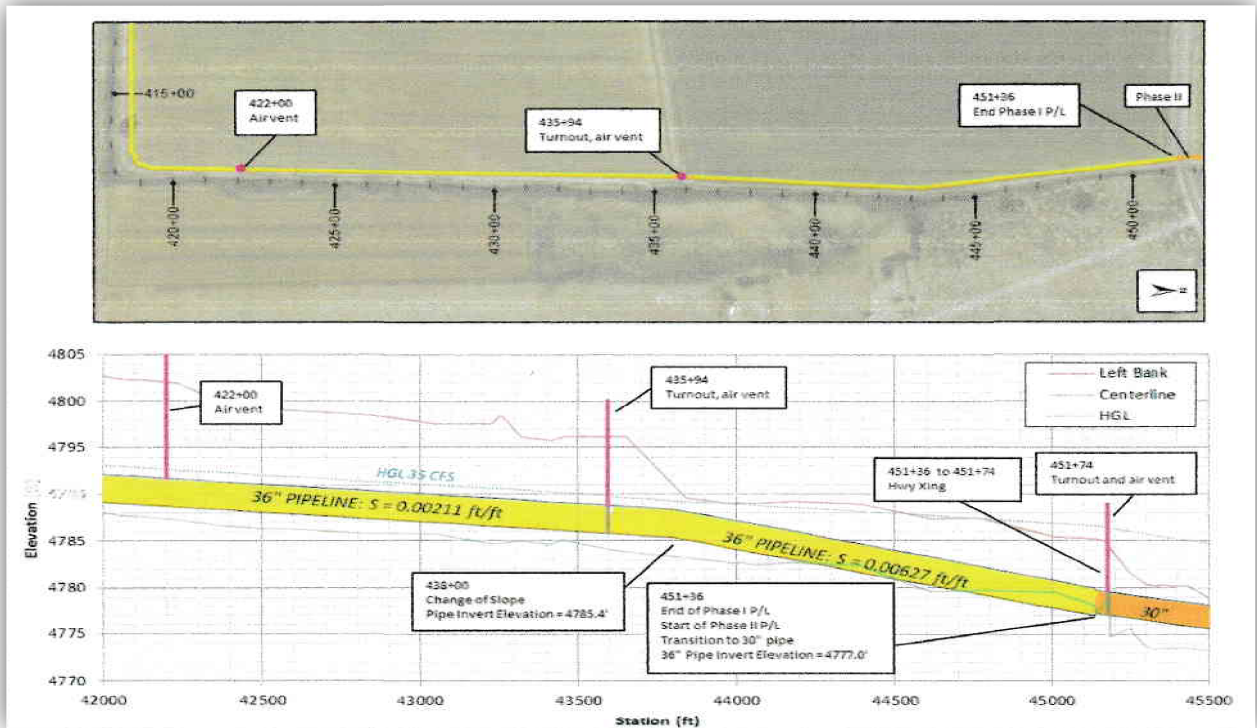 415+00
422+00
Air vent
435+94
Turnout, air vent
451+36
End Phase I P/L
Phase II
420+00
425+00
430+00
435+00
440+00
445+00
450+00
4805
4800
4795
4785
4780
4775
4770
Elevation
422+00
Air vent
435+94
Turnout, air vent
Left Bank
Centerline
HGL
HGL 35 CFS
36" PIPELINE: S = 0.00211 ft/ft
451+36 to 451+74
Hwy Xing
451+74
Turnout and air vent
36" PIPELINE: S = 0.00627 ft/ft
30"
438+00
Change of Slope
Pipe Invert Elevation = 4785.4'
451+36
End of Phase I P/L
Start of Phase II P/L
Transition to 30" pipe
36" Pipe Invert Elevation = 4777.0'
42000
42500
43000
43500
44000
44500
45000
45500
Station (ft)